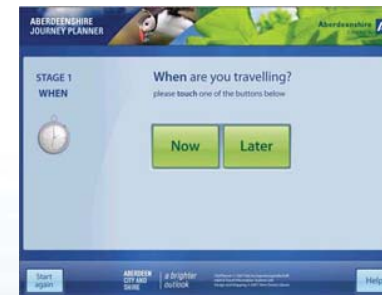 ABERDEENSHIRE
JOURNEY PLANNER
Aberdeenshire
STAGE 1
WHEN
When are you travelling?
please touch one of the buttons below
Now
Later
Start
again
ABERDEEN
CITY AND
SHIRE
a brighter
outlook
Help